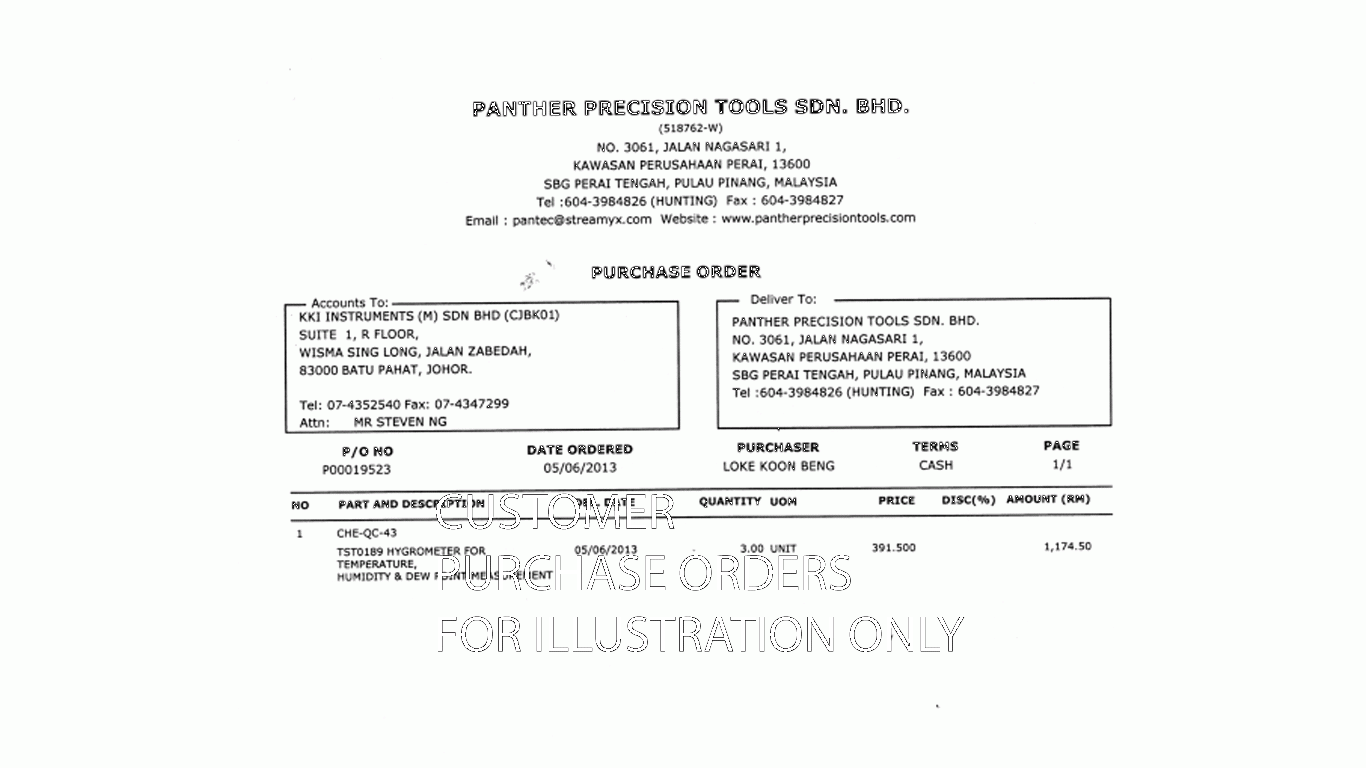 PANTHER PRECISION TOOLS SDN. BHD.
(518762-W)
NO. 3061, JALAN NAGASARI 1,
KAWASAN PERUSAHAAN PERAI, 13600
SBG PERAI TENGAH, PULAU PINANG, MALAYSIA
Tel :604-3984826 (HUNTING) Fax : 604-3984827
Email : pantec@streamyx.com Website : www.pantherprecisiontools.com
PURCHASE ORDER
Accounts To:
KKI INSTRUMENTS (M) SDN BHD (CJBK01)
SUITE 1, R FLOOR,
WISMA SING LONG, JALAN ZABEDAH,
83000 BATU PAHAT, JOHOR.
Tel: 07-4352540 Fax: 07-4347299
Attn: MR STEVEN NG
Deliver To:
PANTHER PRECISION TOOLS SDN. BHD.
NO. 3061, JALAN NAGASARI 1,
KAWASAN PERUSAHAAN PERAI, 13600
SBG PERAI TENGAH, PULAU PINANG, MALAYSIA
Tel :604-3984826 (HUNTING) Fax : 604-3984827
P/O NO DATE ORDERED PURCHASER TERMS PAGE
P00019523 05/06/2013 LOKE KOON BENG CASH 1/1
NO PART AND DESCRIPTION DEL. DATE QUANTITY UOM PRICE DISC(%) AMOUNT (RM)
1 CHE-QC-43
TST0189 HYGROMETER FOR 05/06/2013 3.00 UNIT 391.500 1,174.50
TEMPERATURE,
HUMIDITY & DEW POINT MEASUREMENT
CUSTOMER
PURCHASE ORDERS
FOR ILLUSTRATION ONLY